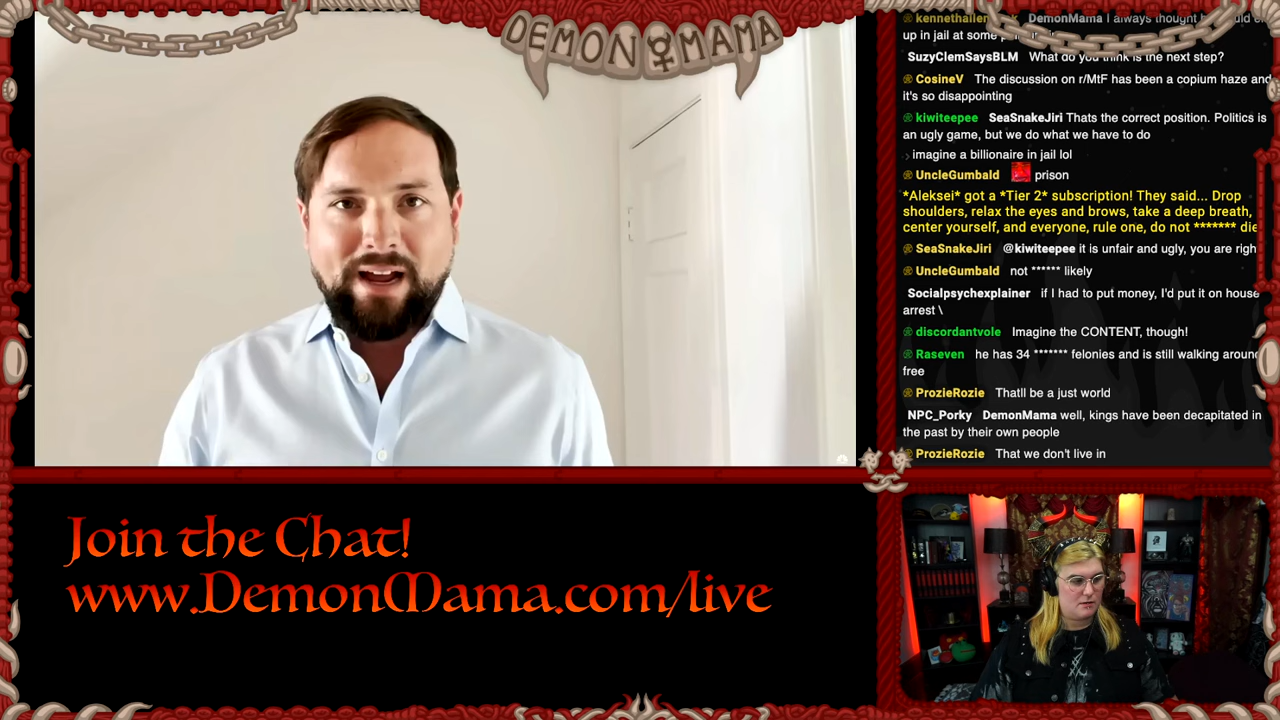 DEMON MAMA
kennethallen DemonMama I always thought
up in jail at some
SuzyClemSaysBLM What do you think is the next step?
CosineV The discussion on r/MtF has been a copium haze and
it's so disappointing
kiwiteepee SeaSnakeJiri Thats the correct position. Politics is
an ugly game, but we do what we have to do
imagine a billionaire in jail lol
UncleGumbald prison
*Aleksei* got a *Tier 2* subscription! They said... Drop
shoulders, relax the eyes and brows, take a deep breath,
center yourself, and everyone, rule one, do not ******* die
SeaSnakeJiri @kiwiteepee it is unfair and ugly, you are righ
UncleGumbald not ****** likely
Socialpsychexplainer if I had to put money, I'd put it on house
arrest \
discordantvole Imagine the CONTENT, though!
Raseven he has 34 ******* felonies and is still walking around
free
ProzieRozie Thatll be a just world
NPC_Porky DemonMama well, kings have been decapitated in
the past by their own people
ProzieRozie That we don't live in
Join the Chat!
www.DemonMama.com/live